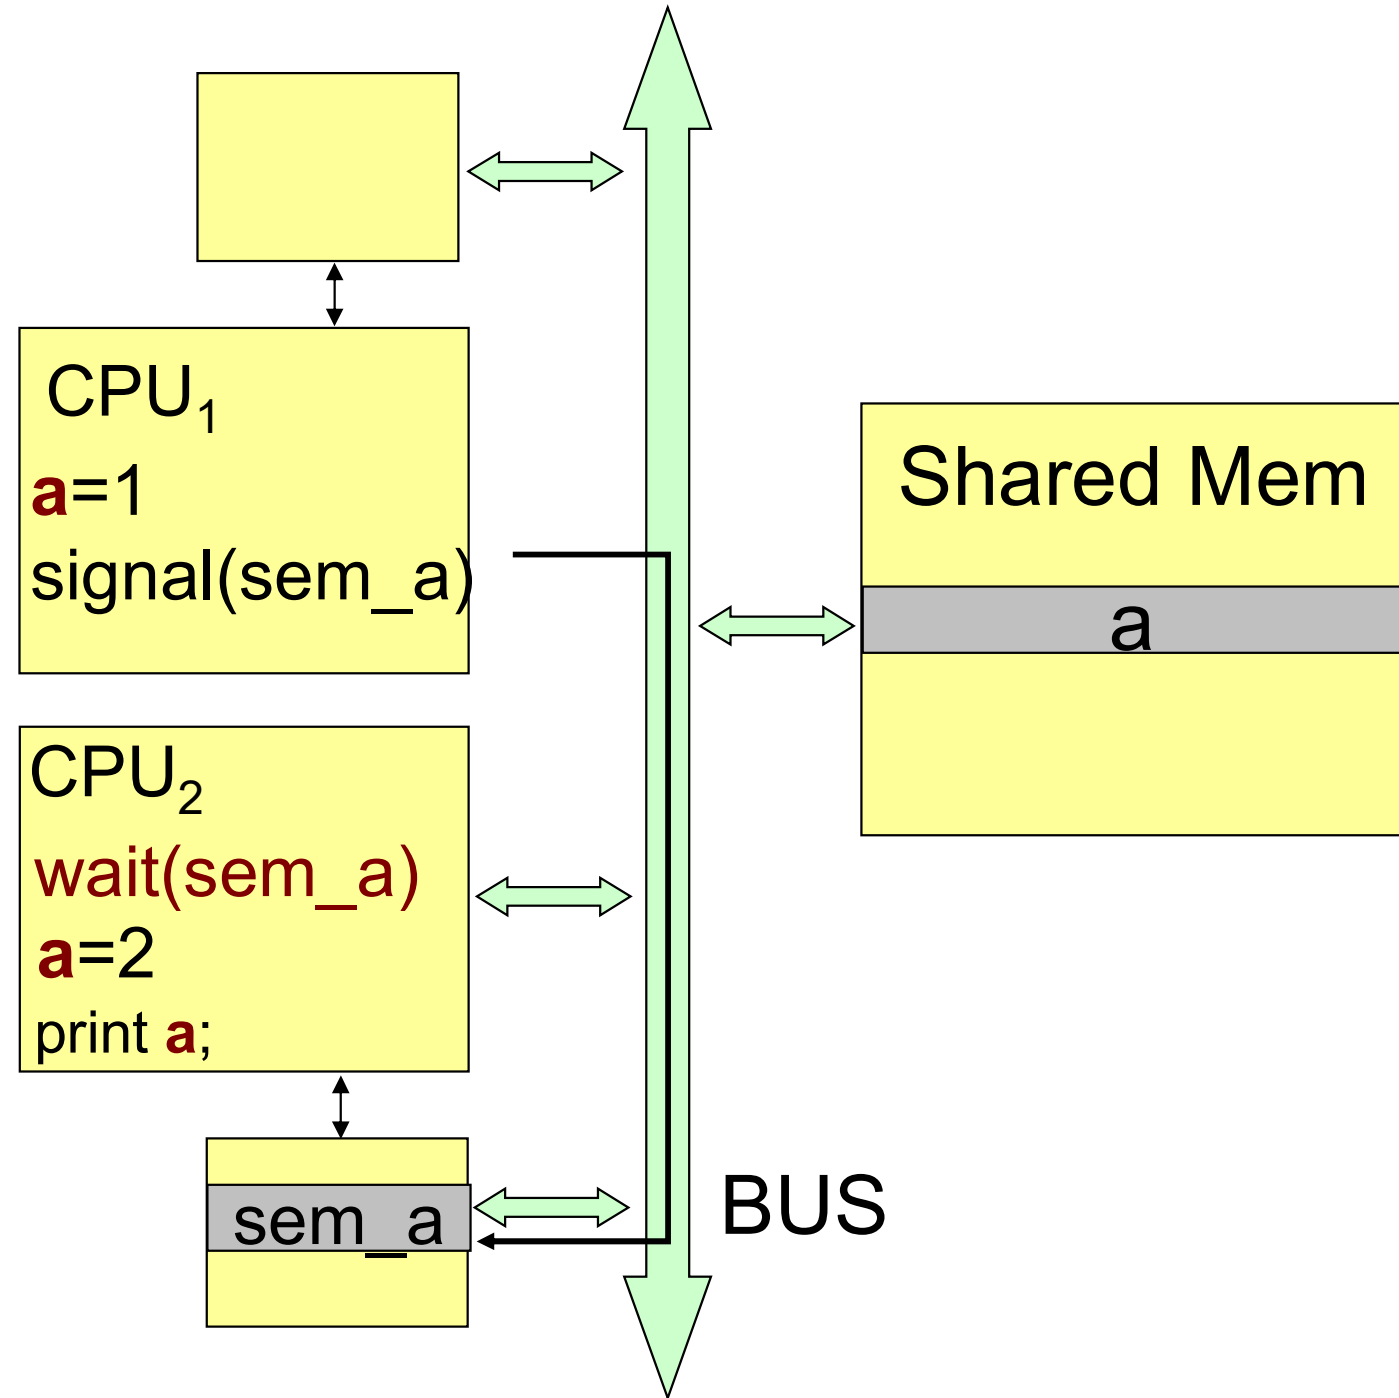 CPU₁
a=1
signal(sem_a)
Shared Mem
a
CPU₂
wait(sem_a)
a=2
print a;
sem_a
BUS